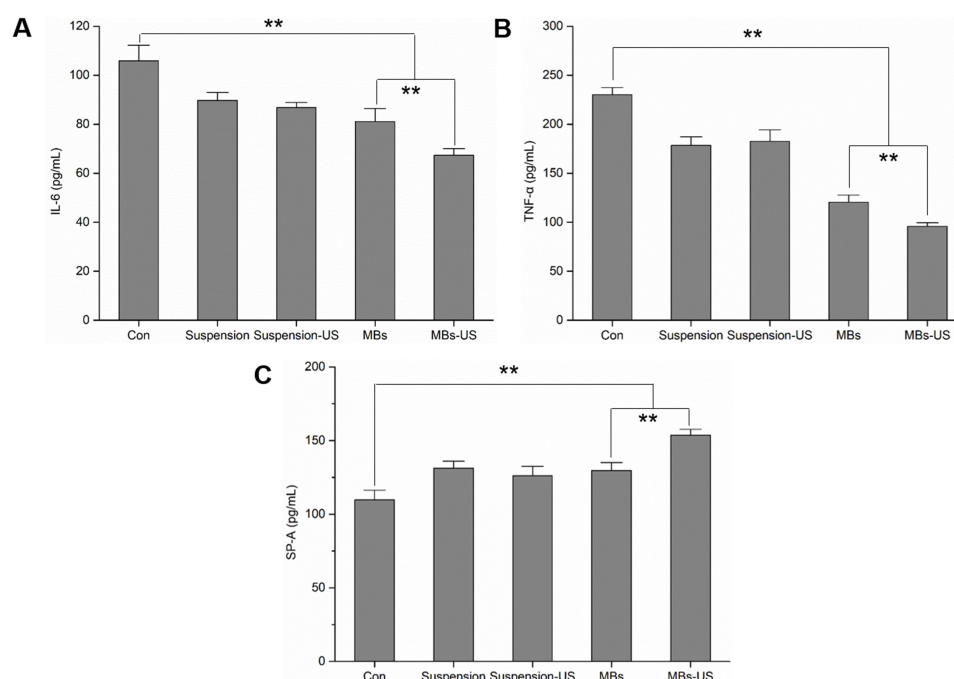 A
IL-6 (pg/mL)
120
100
80
60
40
20
0
**
**
Con Suspension Suspension-US MBs MBs-US
B
TNF-α (pg/mL)
300
250
200
150
100
50
0
**
**
Con Suspension Suspension-US MBs MBs-US
C
SP-A (pg/mL)
200
150
100
50
0
**
**
Con Suspension Suspension-US MBs MBs-US